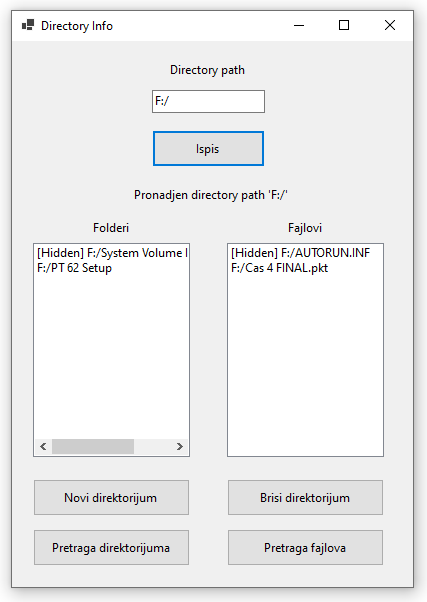 Directory Info
Directory path
F:/
Ispis
Pronadjen directory path 'F:/'
Folderi
Fajlovi
[Hidden] F:/System Volume I
F:/PT 62 Setup
[Hidden] F:/AUTORUN.INF
F:/Cas 4 FINAL.pkt
Novi direktorijum
Brisi direktorijum
Pretraga direktorijuma
Pretraga fajlova